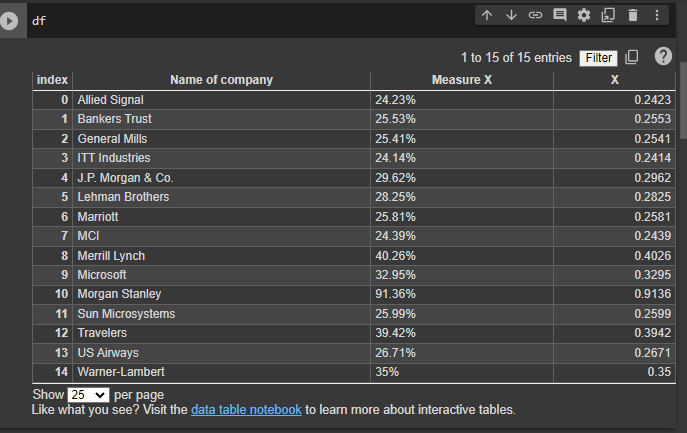 df
1 to 15 of 15 entries Filter ?
index Name of company Measure X X
0 Allied Signal 24.23% 0.2423
1 Bankers Trust 25.53% 0.2553
2 General Mills 25.41% 0.2541
3 ITT Industries 24.14% 0.2414
4 J.P. Morgan & Co. 29.62% 0.2962
5 Lehman Brothers 28.25% 0.2825
6 Marriott 25.81% 0.2581
7 MCI 24.39% 0.2439
8 Merrill Lynch 40.26% 0.4026
9 Microsoft 32.95% 0.3295
10 Morgan Stanley 91.36% 0.9136
11 Sun Microsystems 25.99% 0.2599
12 Travelers 39.42% 0.3942
13 US Airways 26.71% 0.2671
14 Warner-Lambert 35% 0.35
Show 25 per page
Like what you see? Visit the data table notebook to learn more about interactive tables.